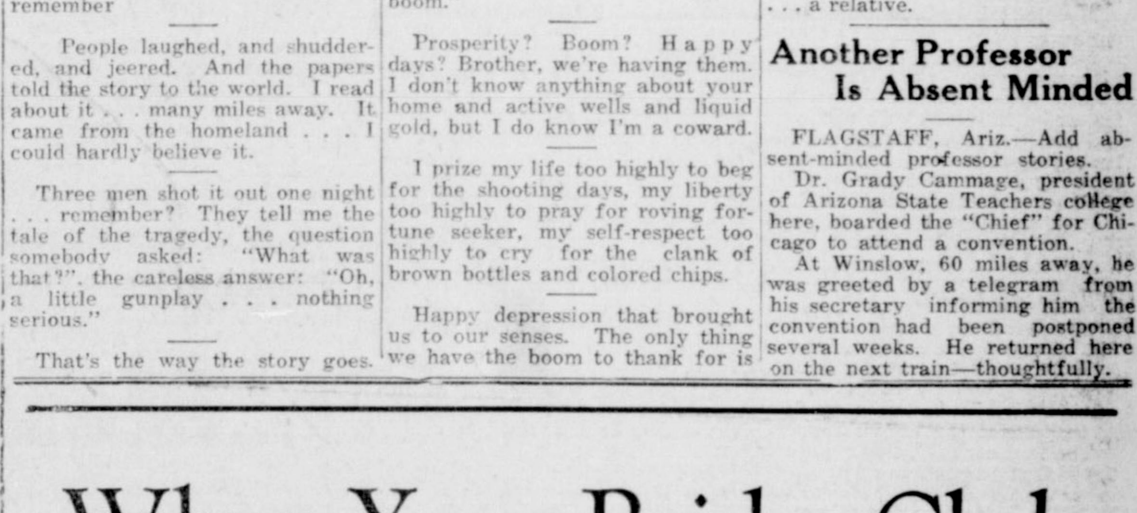 remember
People laughed, and shudder-
ed, and jeered. And the papers
told the story to the world. I read
about it . . . many miles away. It
came from the homeland . . . I
could hardly believe it.
Three men shot it out one night
. . . remember? They tell me the
tale of the tragedy, the question
somebody asked: "What was
that?", the careless answer: "Oh,
a little gunplay . . . nothing
serious."
That's the way the story goes.
boom.
Prosperity? Boom? Happy
days? Brother, we're having them.
I don't know anything about your
home and active wells and liquid
gold, but I do know I'm a coward.
I prize my life too highly to beg
for the shooting days, my liberty
too highly to pray for roving for-
tune seeker, my self-respect too
highly to cry for the clank of
brown bottles and colored chips.
Happy depression that brought
us to our senses. The only thing
we have the boom to thank for is
. . . a relative.
Another Professor
Is Absent Minded
FLAGSTAFF, Ariz.—Add ab-
sent-minded professor stories.
Dr. Grady Cammage, president
of Arizona State Teachers college
here, boarded the "Chief" for Chi-
cago to attend a convention.
At Winslow, 60 miles away, he
was greeted by a telegram from
his secretary informing him the
convention had been postponed
several weeks. He returned here
on the next train—thoughtfully.